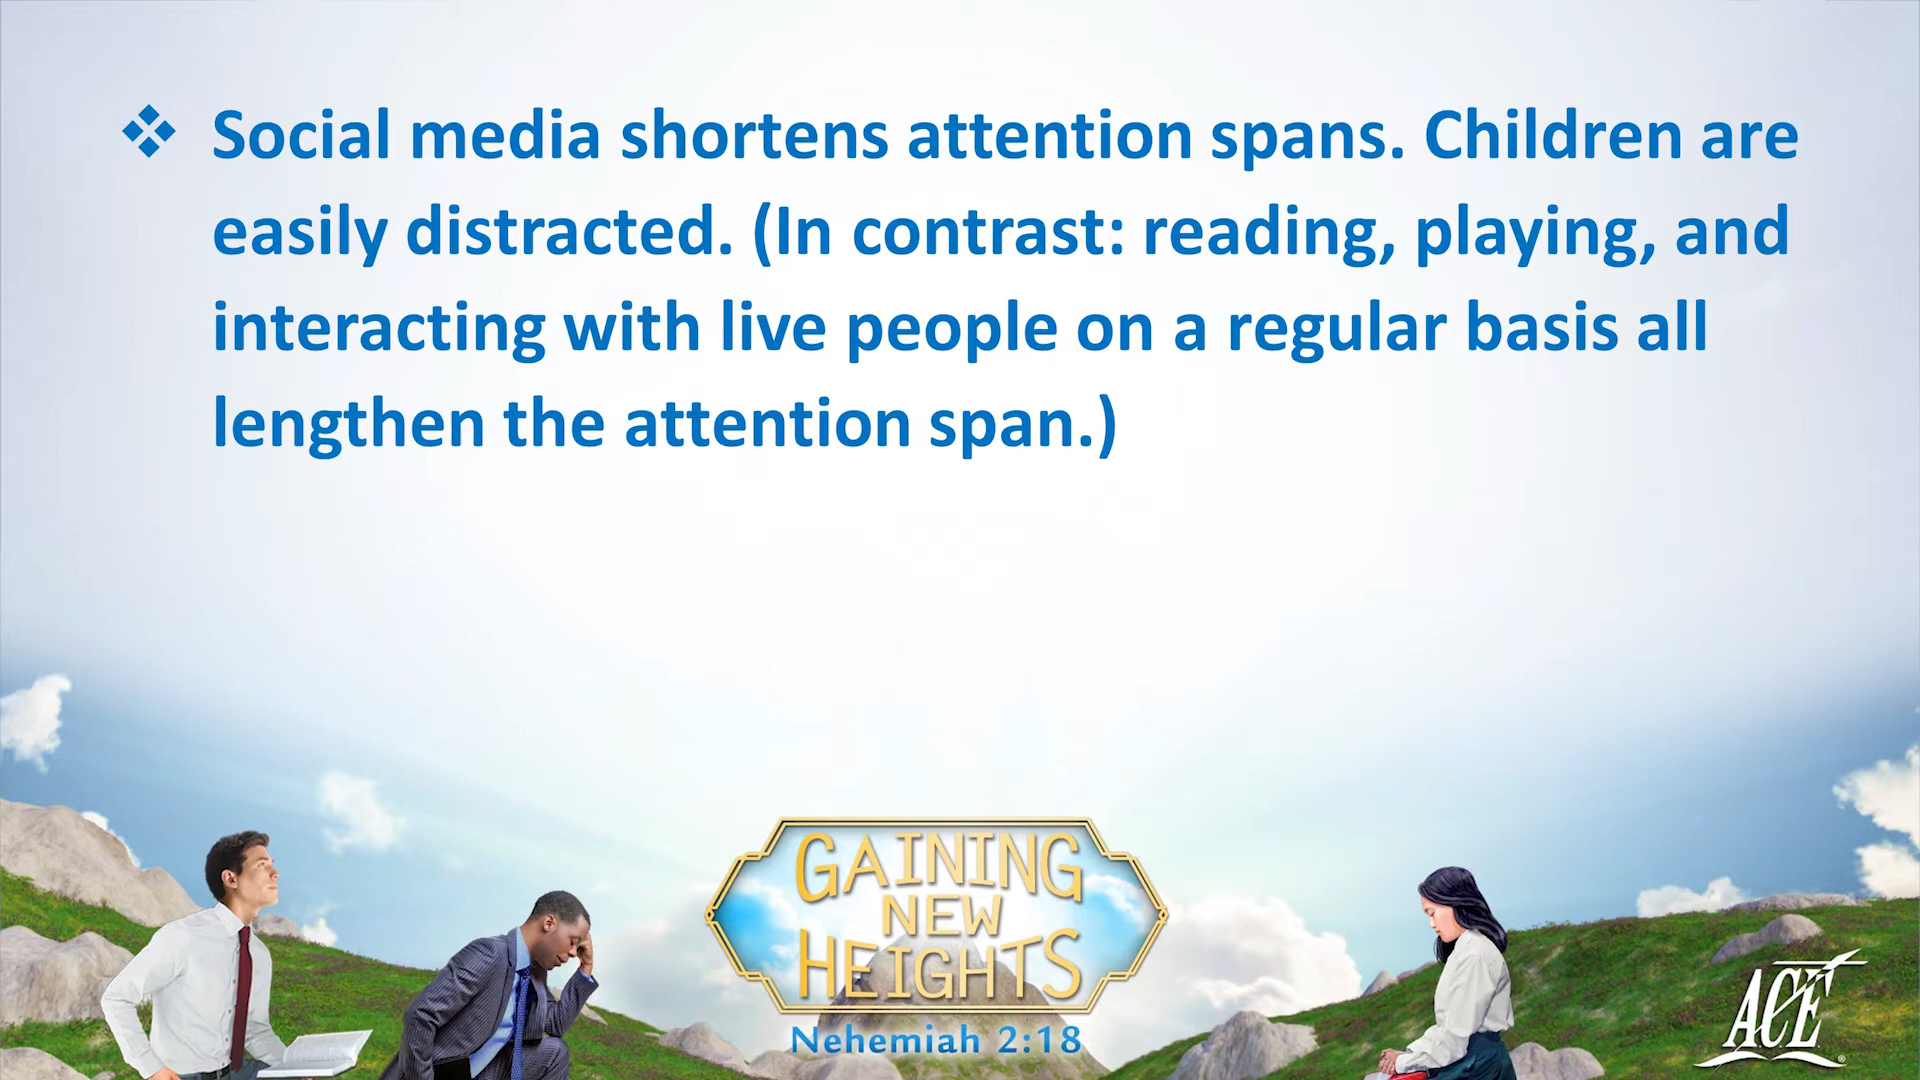 ❖ Social media shortens attention spans. Children are
easily distracted. (In contrast: reading, playing, and
interacting with live people on a regular basis all
lengthen the attention span.)
GAINING
NEW
HEIGHTS
Nehemiah 2:18
ACE®